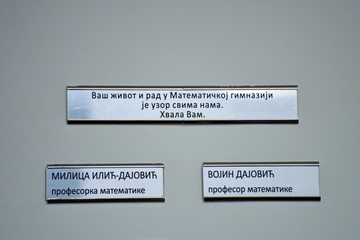 Ваш живот и рад у Математичкој гимназији
је узор свима нама.
Хвала Вам.
МИЛИЦА ИЛИЋ-ДАЈОВИЋ
професорка математике
ВОЈИН ДАЈОВИЋ
професор математике